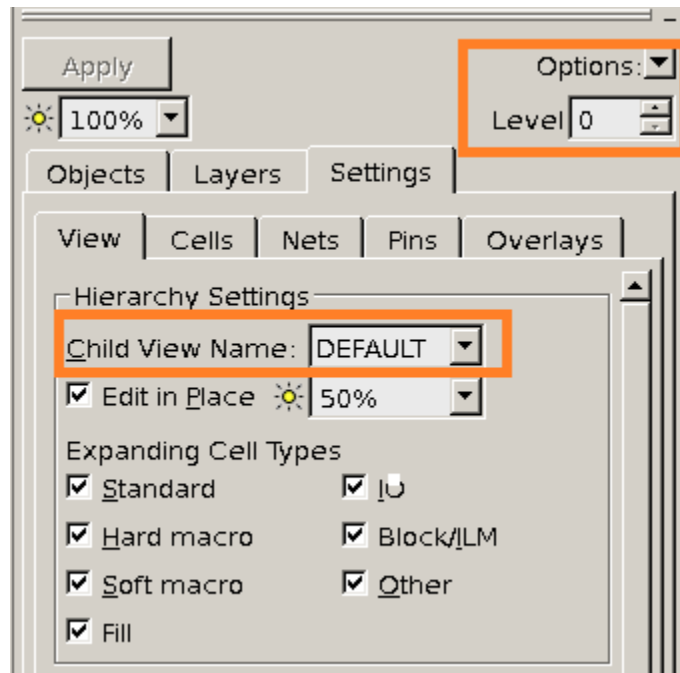 Apply
Options:
100%
Level 0
Objects Layers Settings
View Cells Nets Pins Overlays
Hierarchy Settings
Child View Name: DEFAULT
Edit in Place 50%
Expanding Cell Types
Standard IO
Hard macro Block/ILM
Soft macro Other
Fill